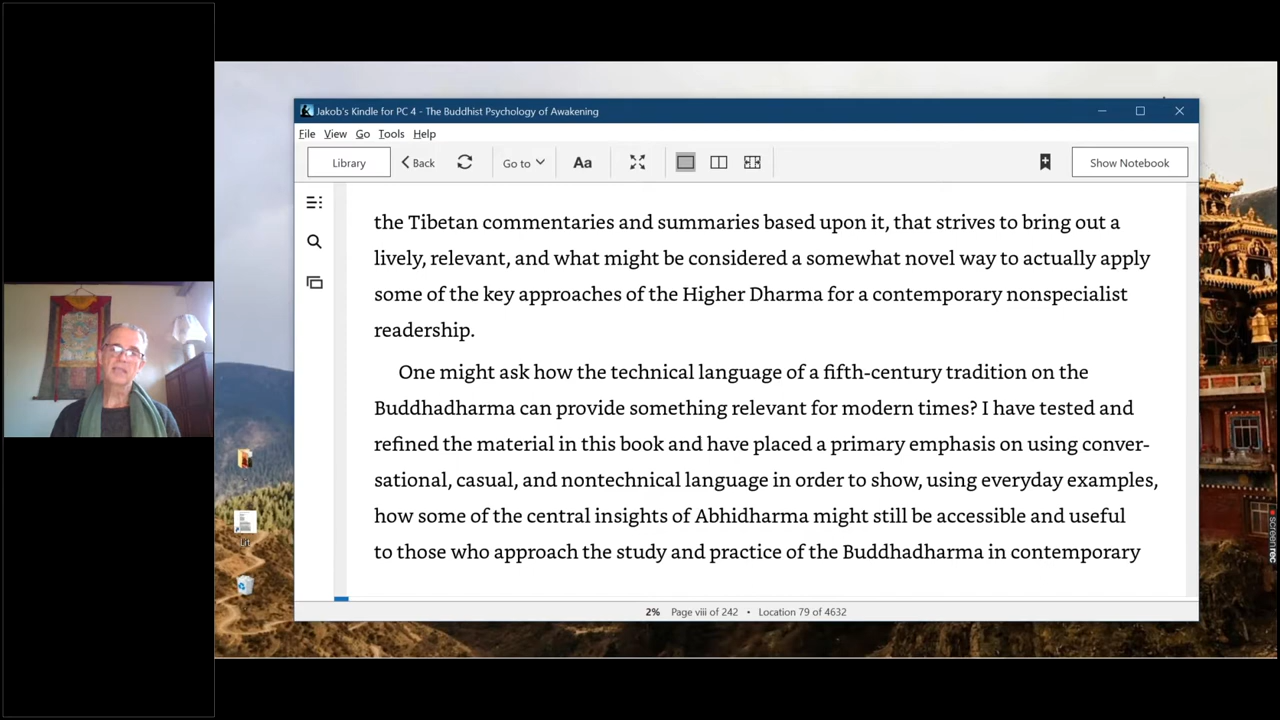 Jakob's Kindle for PC 4 - The Buddhist Psychology of Awakening
File View Go Tools Help
Library Back Go to Aa Show Notebook
the Tibetan commentaries and summaries based upon it, that strives to bring out a
lively, relevant, and what might be considered a somewhat novel way to actually apply
some of the key approaches of the Higher Dharma for a contemporary nonspecialist
readership.
One might ask how the technical language of a fifth-century tradition on the
Buddhadharma can provide something relevant for modern times? I have tested and
refined the material in this book and have placed a primary emphasis on using conver-
sational, casual, and nontechnical language in order to show, using everyday examples,
how some of the central insights of Abhidharma might still be accessible and useful
to those who approach the study and practice of the Buddhadharma in contemporary
2% Page viii of 242 • Location 79 of 4632
Lit
screenrec